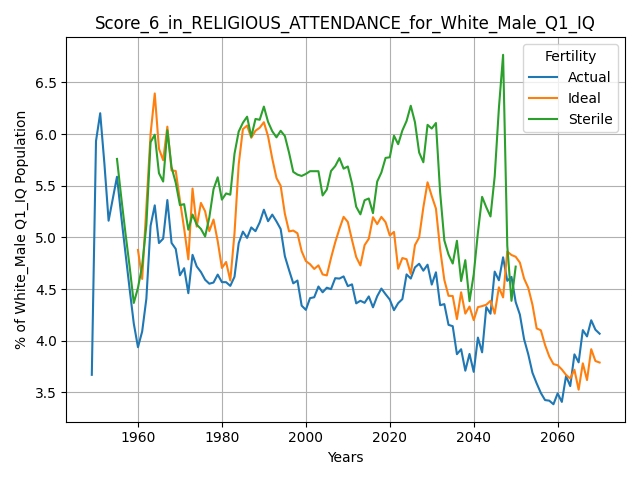 Score_6_in_RELIGIOUS_ATTENDANCE_for_White_Male_Q1_IQ
Fertility
Actual
Ideal
Sterile
% of White_Male Q1_IQ Population
6.5
6.0
5.5
5.0
4.5
4.0
3.5
1960 1980 2000 2020 2040 2060
Years